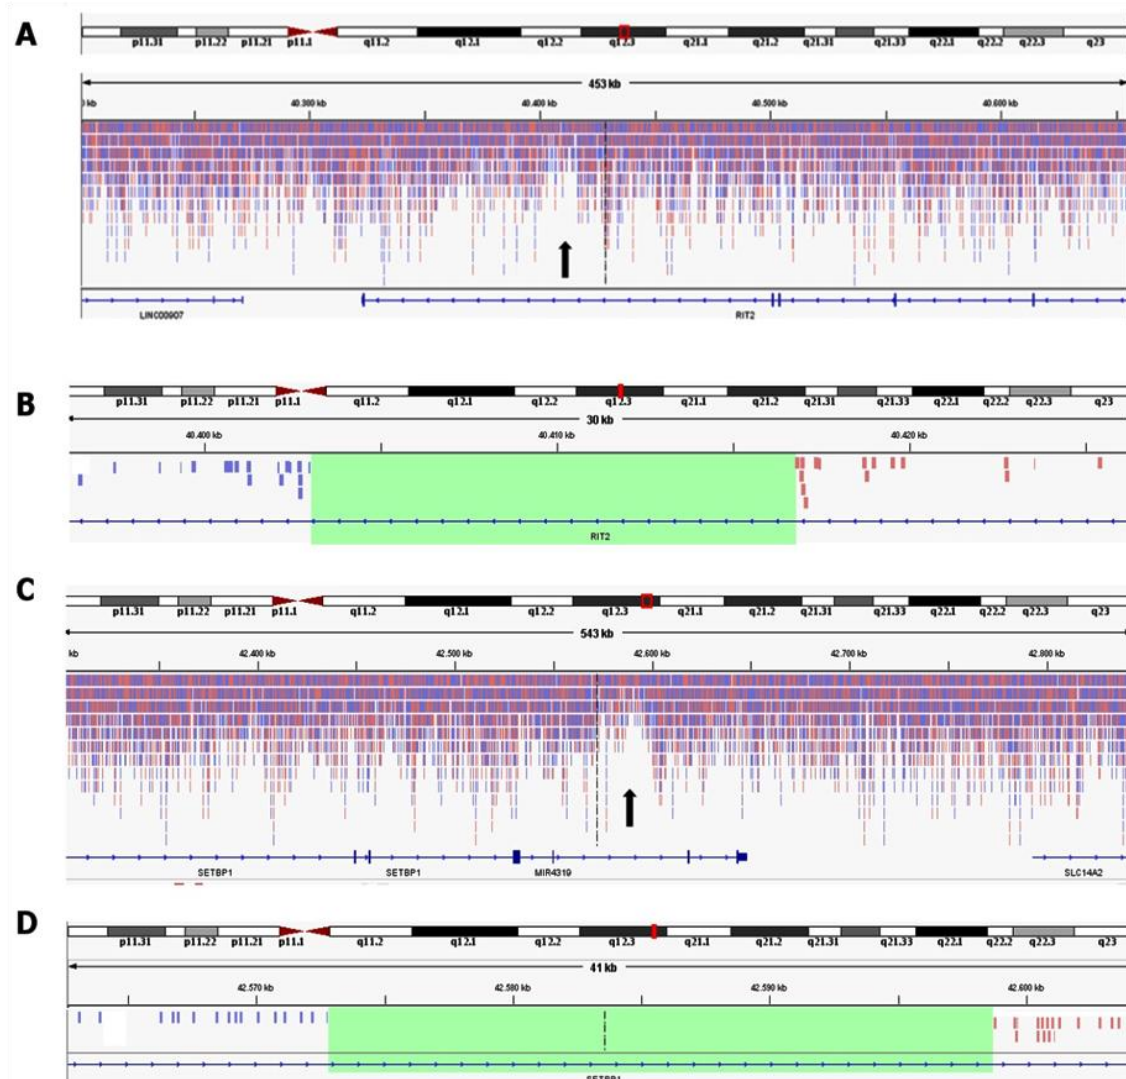 A
p11.31 p11.22 p11.21 p11.1 q11.2 q12.1 q12.2 q12.3 q21.1 q21.2 q21.31 q21.33 q22.1 q22.2 q22.3 q23
453 kb
kb 40.300 kb 40.400 kb 40.500 kb 40.600 kb
LINC00907 RIT2
B
p11.31 p11.22 p11.21 p11.1 q11.2 q12.1 q12.2 q12.3 q21.1 q21.2 q21.31 q21.33 q22.1 q22.2 q22.3 q23
30 kb
40.400 kb 40.410 kb 40.420 kb
RIT2
C
p11.31 p11.22 p11.21 p11.1 q11.2 q12.1 q12.2 q12.3 q21.1 q21.2 q21.31 q21.33 q22.1 q22.2 q22.3 q23
543 kb
kb 42.400 kb 42.500 kb 42.600 kb 42.700 kb 42.800 kb
SETBP1 SETBP1 MIR4319 SLC14A2
D
p11.31 p11.22 p11.21 p11.1 q11.2 q12.1 q12.2 q12.3 q21.1 q21.2 q21.31 q21.33 q22.1 q22.2 q22.3 q23
41 kb
42.570 kb 42.580 kb 42.590 kb 42.600 kb
SETBP1